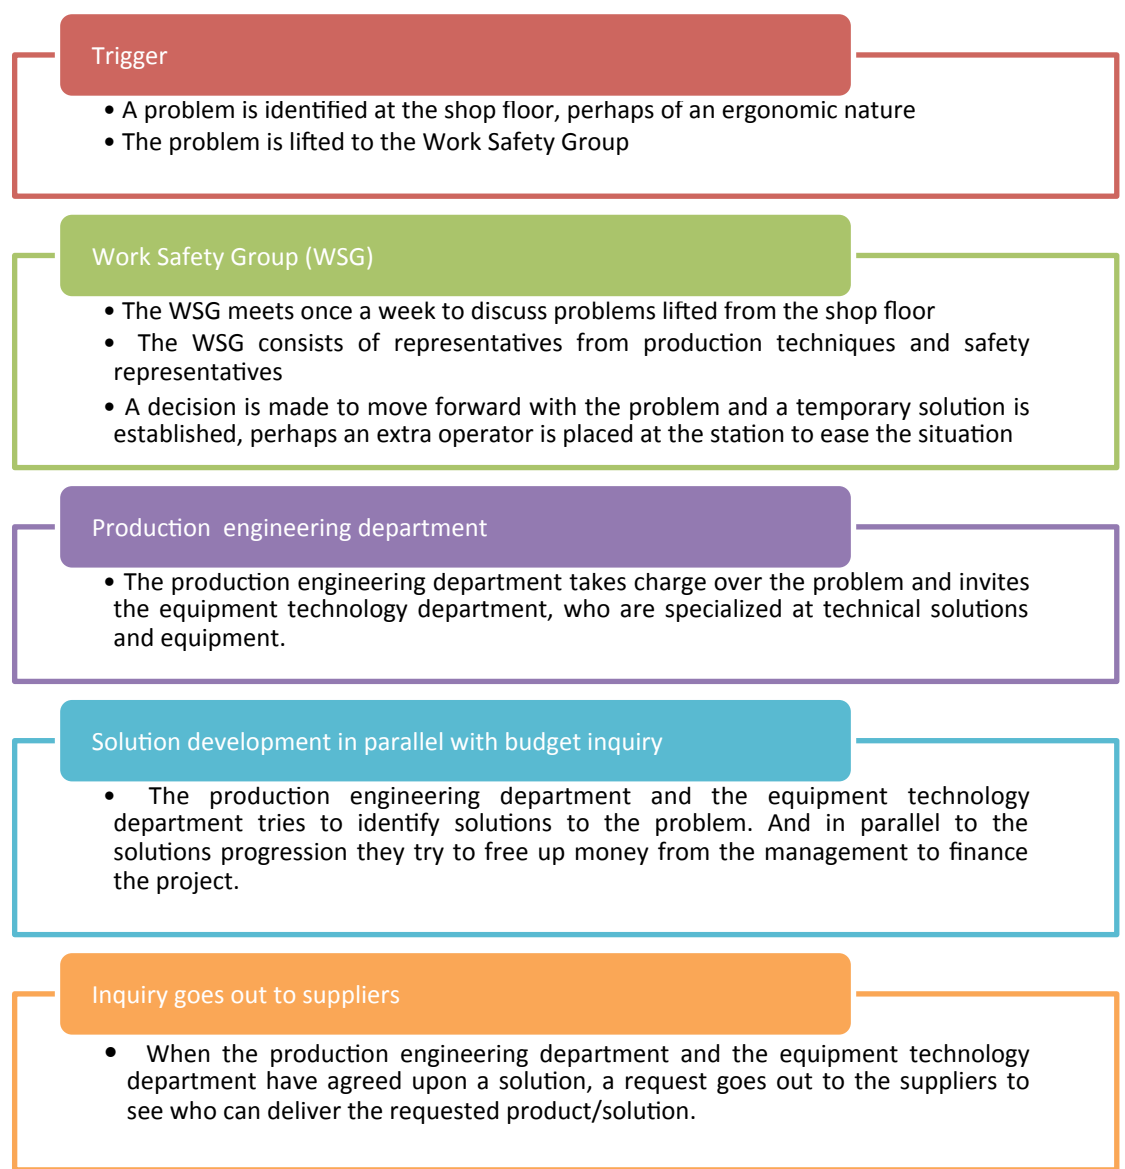 Trigger
• A problem is identified at the shop floor, perhaps of an ergonomic nature
• The problem is lifted to the Work Safety Group
Work Safety Group (WSG)
• The WSG meets once a week to discuss problems lifted from the shop floor
• The WSG consists of representatives from production techniques and safety
representatives
• A decision is made to move forward with the problem and a temporary solution is
established, perhaps an extra operator is placed at the station to ease the situation
Production engineering department
• The production engineering department takes charge over the problem and invites
the equipment technology department, who are specialized at technical solutions
and equipment.
Solution development in parallel with budget inquiry
• The production engineering department and the equipment technology
department tries to identify solutions to the problem. And in parallel to the
solutions progression they try to free up money from the management to finance
the project.
Inquiry goes out to suppliers
• When the production engineering department and the equipment technology
department have agreed upon a solution, a request goes out to the suppliers to
see who can deliver the requested product/solution.